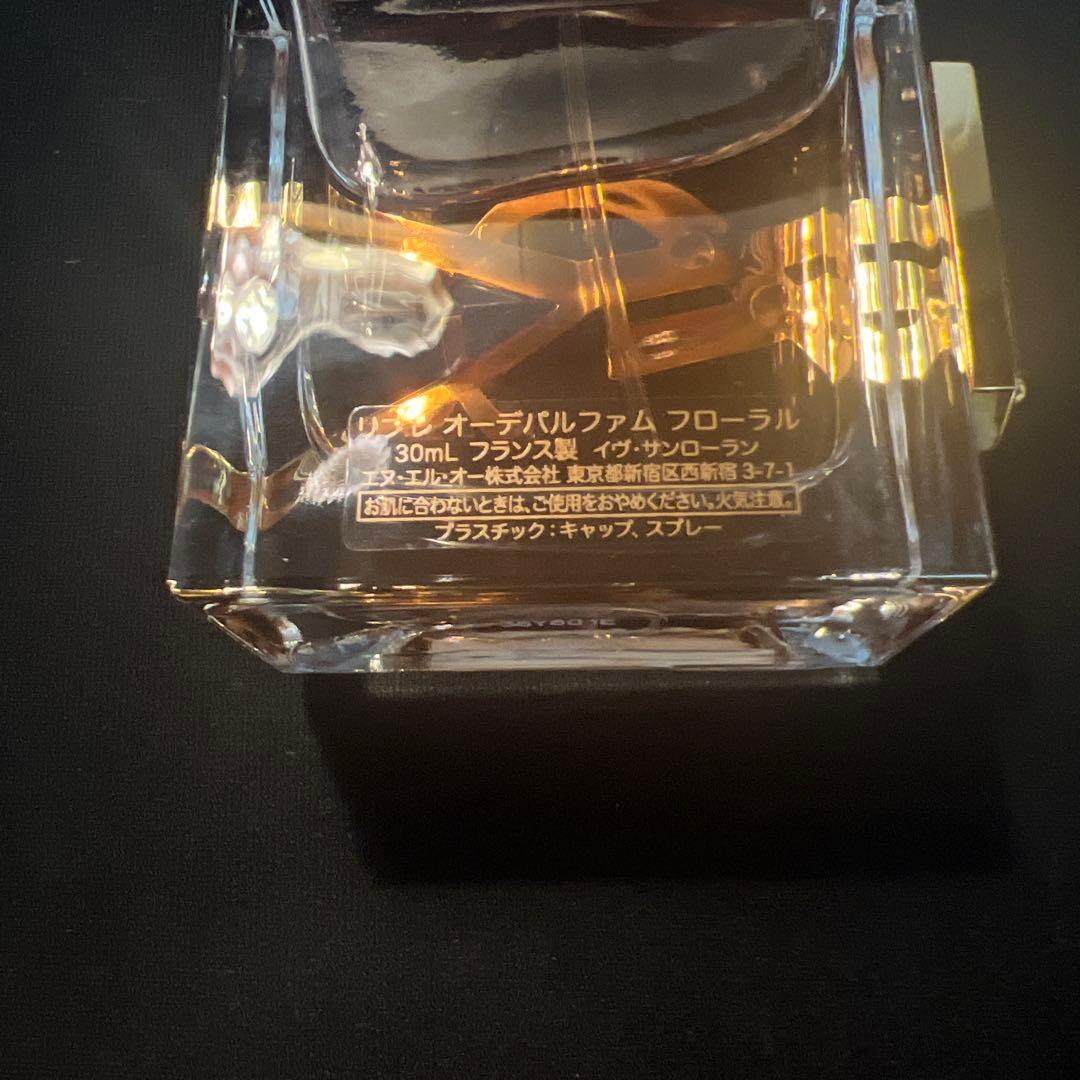 リブレ オーデパルファム フローラル
30mL フランス製 イヴ・サンローラン
エヌ・エル・オー株式会社 東京都新宿区西新宿 3-7-1
お肌に合わないときは、ご使用をおやめください。火気注意。
プラスチック：キャップ、スプレー